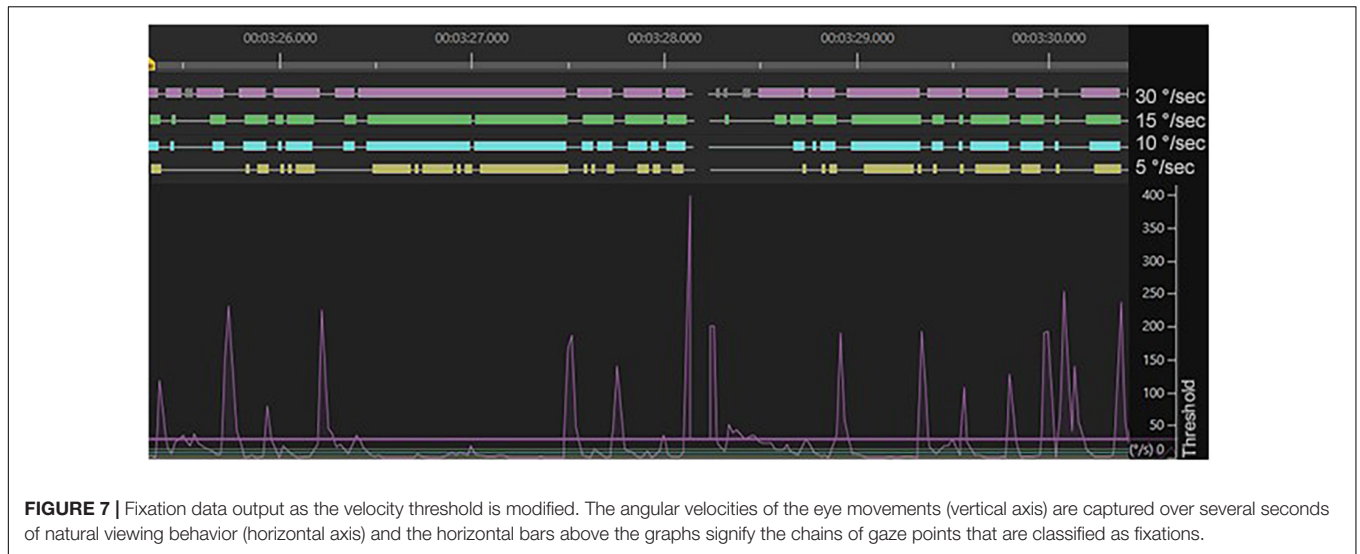 00:03:26.000 00:03:27.000 00:03:28.000 00:03:29.000 00:03:30.000
30 °/sec
15 °/sec
10 °/sec
5 °/sec
400
350
300
250
200
150
100
50
(°/s) 0
Threshold
FIGURE 7 | Fixation data output as the velocity threshold is modified. The angular velocities of the eye movements (vertical axis) are captured over several seconds
of natural viewing behavior (horizontal axis) and the horizontal bars above the graphs signify the chains of gaze points that are classified as fixations.